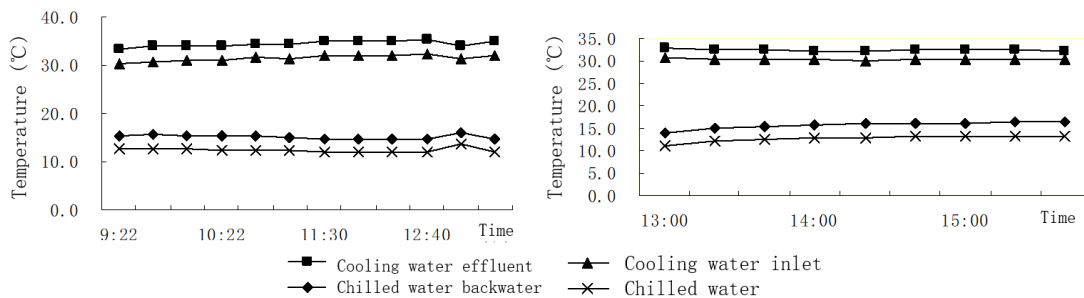 40.0
30.0
20.0
10.0
0.0
Temperature (℃)
9:22 10:22 11:30 12:40 Time
35.0
30.0
25.0
20.0
15.0
10.0
5.0
0.0
Temperature (℃)
13:00 14:00 15:00 Time
Cooling water effluent
Cooling water inlet
Chilled water backwater
Chilled water